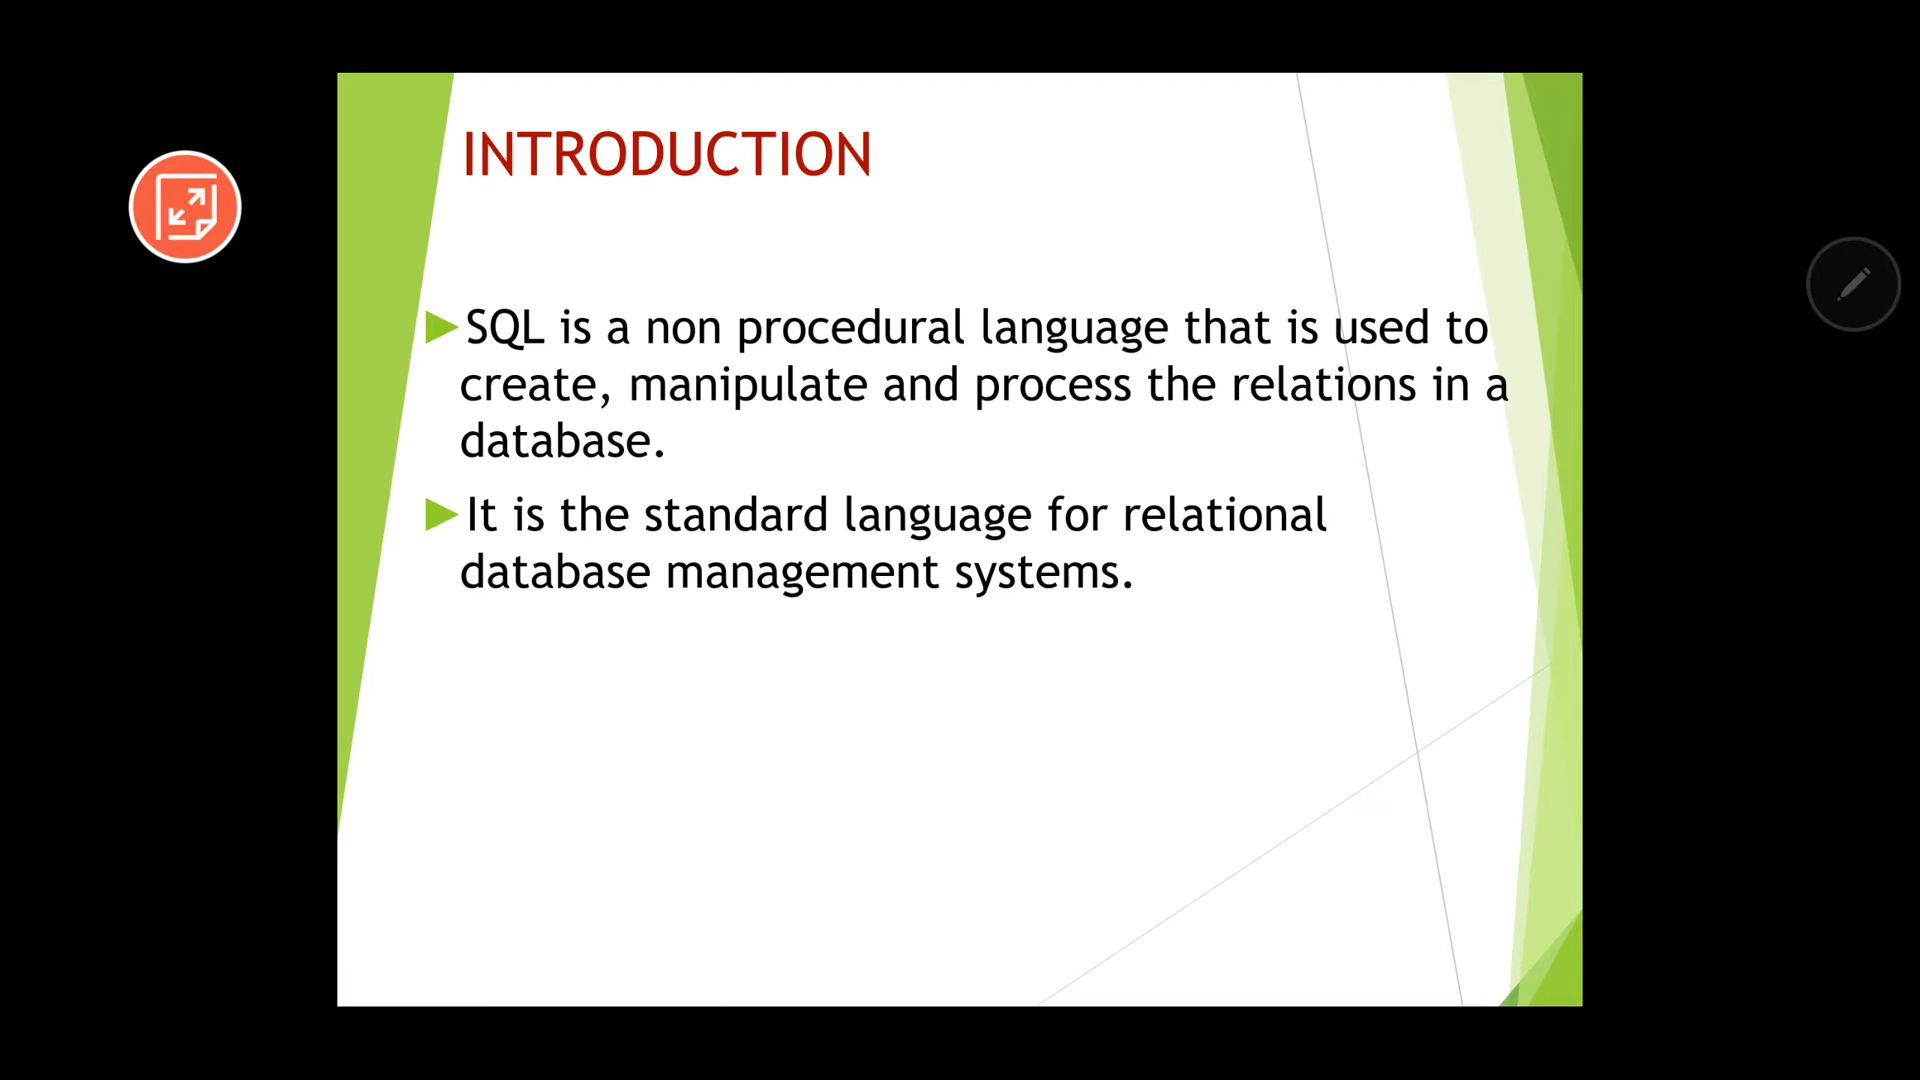 INTRODUCTION
SQL is a non procedural language that is used to
create, manipulate and process the relations in a
database.
It is the standard language for relational
database management systems.